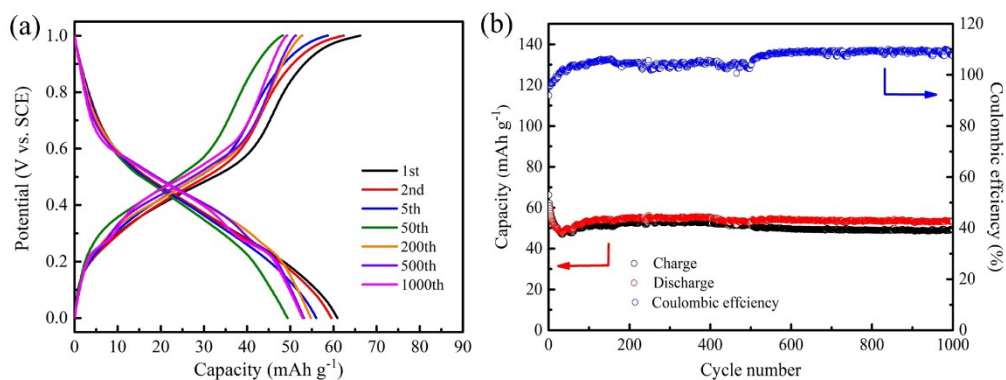 (a)
1.0
0.8
0.6
0.4
0.2
0.0
Potential (V vs. SCE)
1st
2nd
5th
50th
200th
500th
1000th
0 10 20 30 40 50 60 70 80 90
Capacity (mAh g-1)
(b)
140
120
100
80
60
40
20
0
Capacity (mAh g-1)
Charge
Discharge
Coulombic effciency
0 200 400 600 800 1000
Cycle number
120
100
80
60
40
20
0
Coulombic effciency (%)